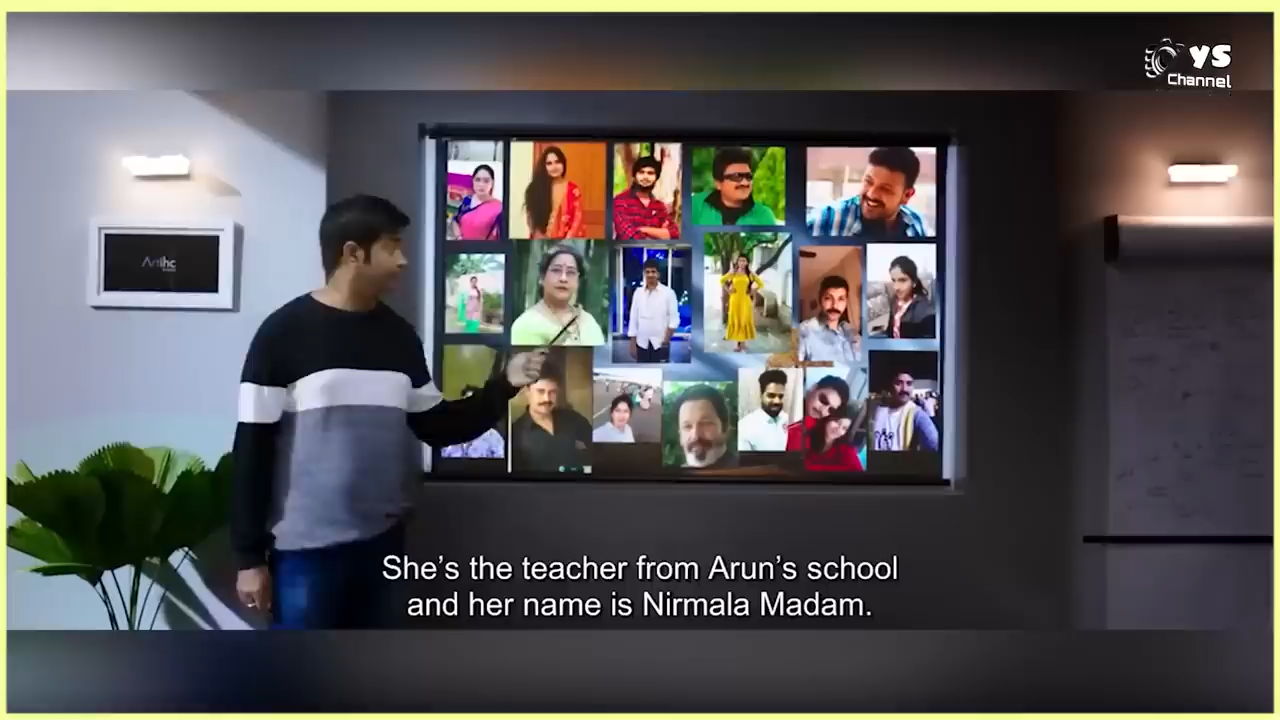 YS
Channel
She's the teacher from Arun's school
and her name is Nirmala Madam.